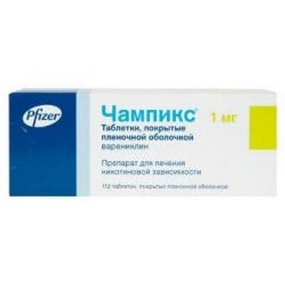 Pfizer
Чампикс®
1 мг
Таблетки, покрытые
пленочной оболочкой
варениклин
Препарат для лечения
никотиновой зависимости
112 таблеток, покрытых пленочной оболочкой